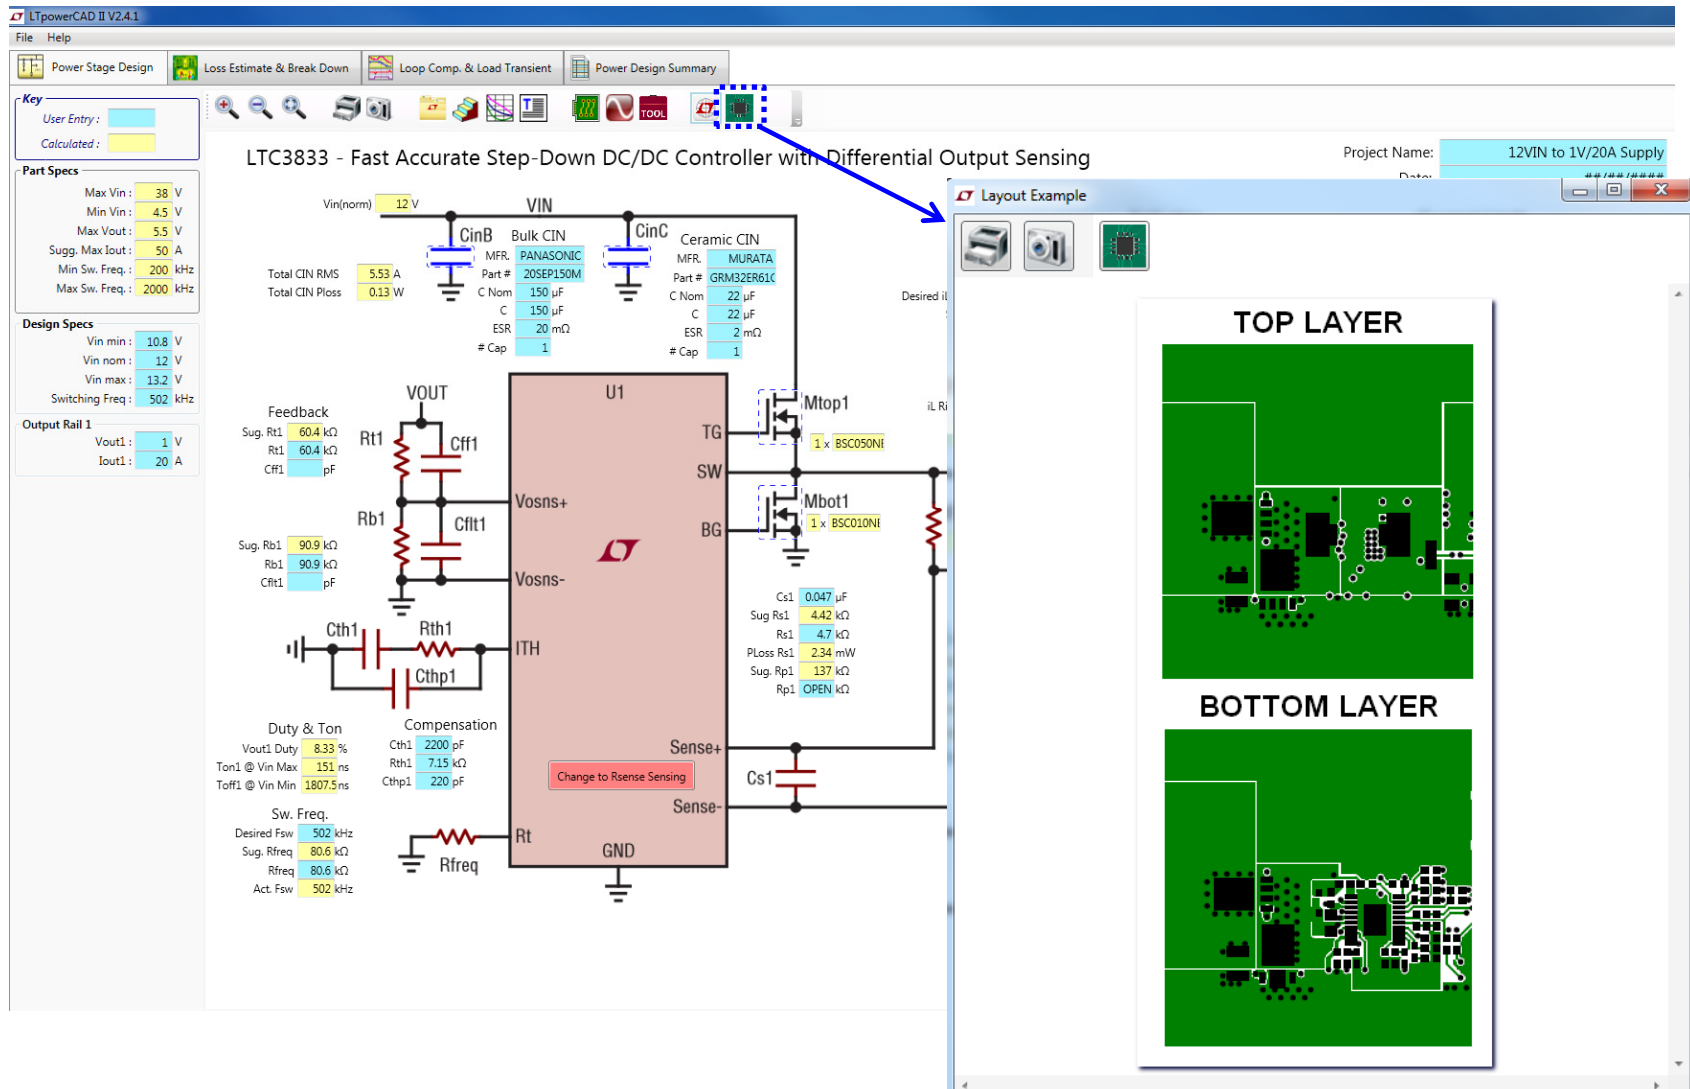 LTpowerCAD II V2.4.1
File Help
Power Stage Design
Loss Estimate & Break Down
Loop Comp. & Load Transient
Power Design Summary
TOOL
Key
User Entry :
Calculated :
Part Specs
Max Vin : 38 V
Min Vin : 4.5 V
Max Vout : 5.5 V
Sugg. Max Iout : 50 A
Min Sw. Freq. : 200 kHz
Max Sw. Freq. : 2000 kHz
Design Specs
Vin min : 10.8 V
Vin nom : 12 V
Vin max : 13.2 V
Switching Freq : 502 kHz
Output Rail 1
Vout1 : 1 V
Iout1 : 20 A
LTC3833 - Fast Accurate Step-Down DC/DC Controller with Differential Output Sensing
Project Name: 12VIN to 1V/20A Supply
Date: ##/##/####
Vin(norm) 12 V
VIN
CinB
Bulk CIN
MFR. PANASONIC
Part # 20SEP150M
C Nom 150 µF
C 150 µF
ESR 20 mΩ
# Cap 1
CinC
Ceramic CIN
MFR. MURATA
Part # GRM32ER61C
C Nom 22 µF
C 22 µF
ESR 2 mΩ
# Cap 1
Total CIN RMS 5.53 A
Total CIN Ploss 0.13 W
Desired iL
iL Ri
VOUT
Feedback
Sug. Rt1 60.4 kΩ
Rt1 60.4 kΩ
Cff1 pF
Rt1
Cff1
Rb1
Cflt1
Sug. Rb1 90.9 kΩ
Rb1 90.9 kΩ
Cflt1 pF
U1
TG
SW
BG
Vosns+
Vosns-
ITH
Sense+
Sense-
Rt
GND
Change to Rsense Sensing
Mtop1
1 x BSC050NE
Mbot1
1 x BSC010NE
Cs1 0.047 µF
Sug Rs1 4.42 kΩ
Rs1 4.7 kΩ
PLoss Rs1 2.34 mW
Sug. Rp1 137 kΩ
Rp1 OPEN kΩ
Cs1
Cth1
Rth1
Cthp1
Duty & Ton
Vout1 Duty 8.33 %
Ton1 @ Vin Max 151 ns
Toff1 @ Vin Min 1807.5 ns
Compensation
Cth1 2200 pF
Rth1 7.15 kΩ
Cthp1 220 pF
Sw. Freq.
Desired Fsw 502 kHz
Sug. Rfreq 80.6 kΩ
Rfreq 80.6 kΩ
Act. Fsw 502 kHz
Rfreq
Layout Example
TOP LAYER
BOTTOM LAYER